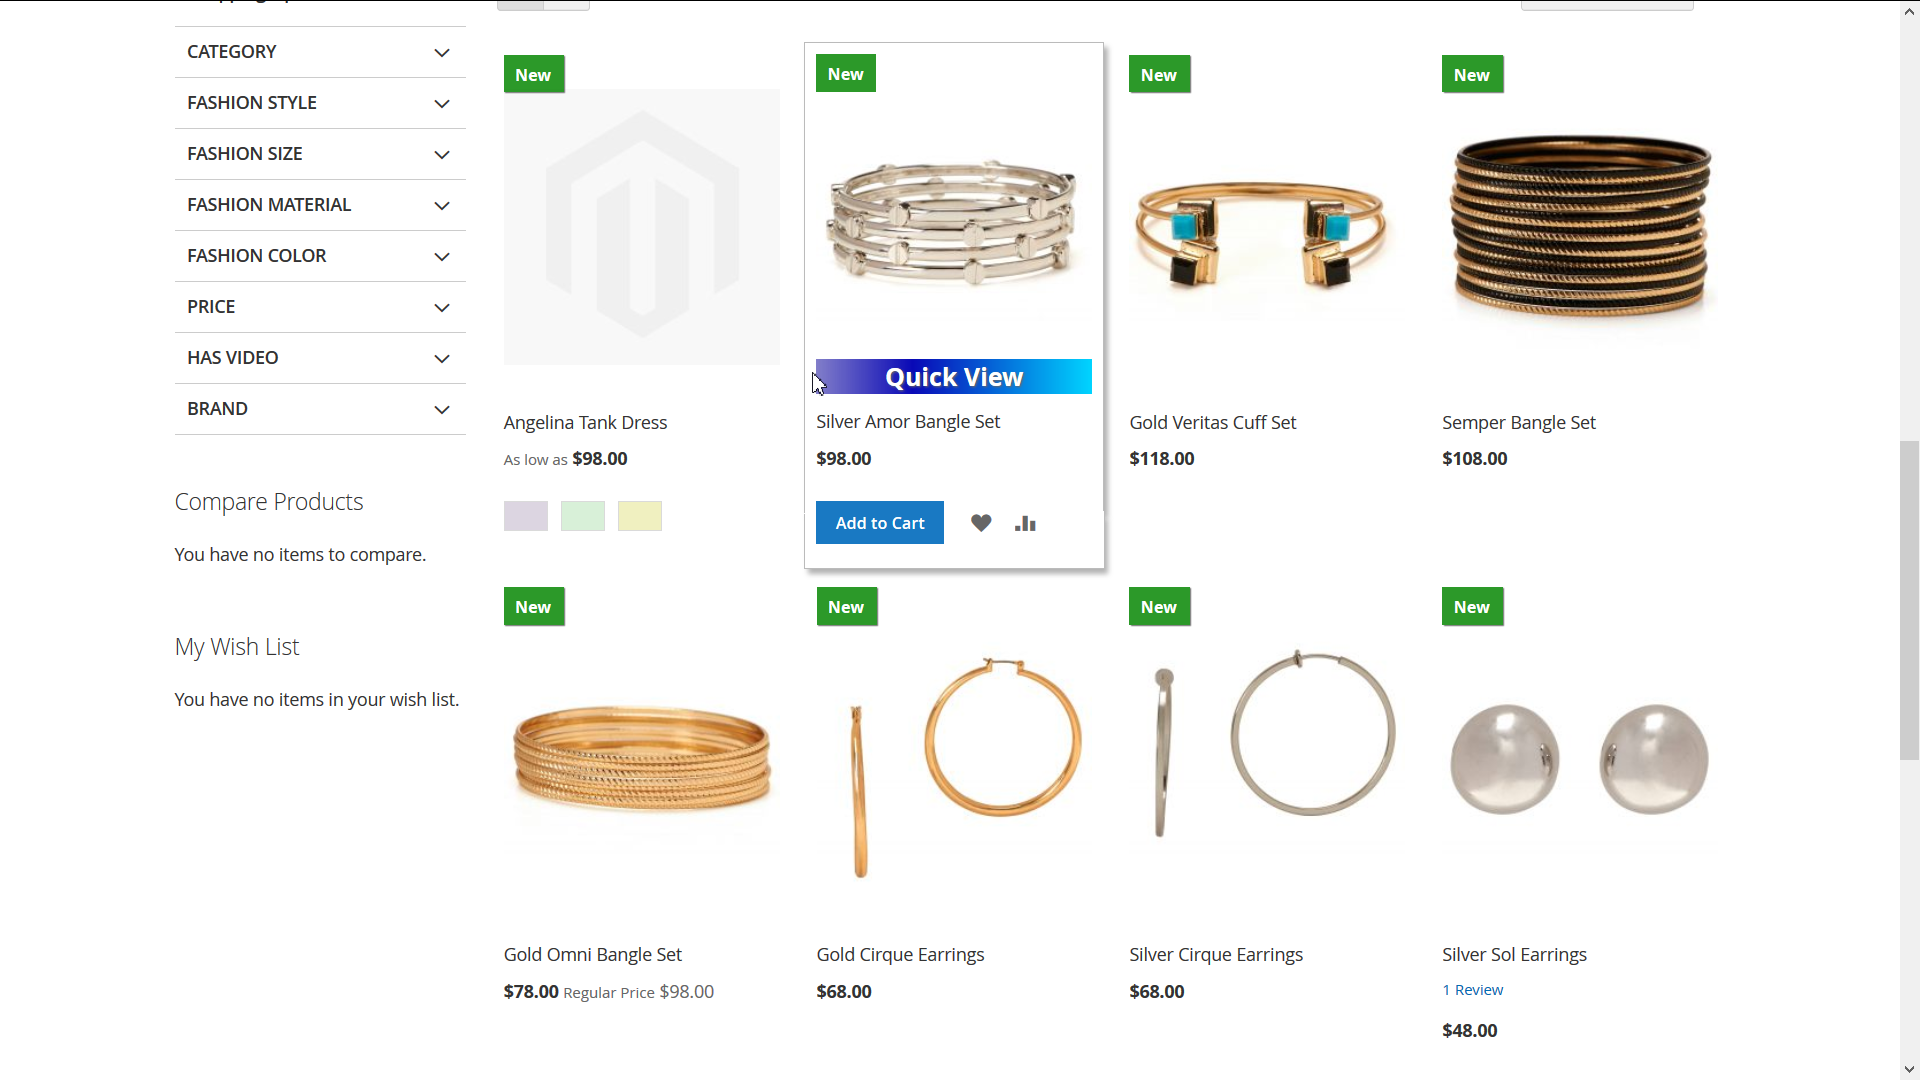 CATEGORY
FASHION STYLE
FASHION SIZE
FASHION MATERIAL
FASHION COLOR
PRICE
HAS VIDEO
BRAND
Compare Products
You have no items to compare.
My Wish List
You have no items in your wish list.
New
Angelina Tank Dress
As low as $98.00
New
Quick View
Silver Amor Bangle Set
$98.00
Add to Cart
New
Gold Veritas Cuff Set
$118.00
New
Semper Bangle Set
$108.00
New
Gold Omni Bangle Set
$78.00 Regular Price $98.00
New
Gold Cirque Earrings
$68.00
New
Silver Cirque Earrings
$68.00
New
Silver Sol Earrings
1 Review
$48.00